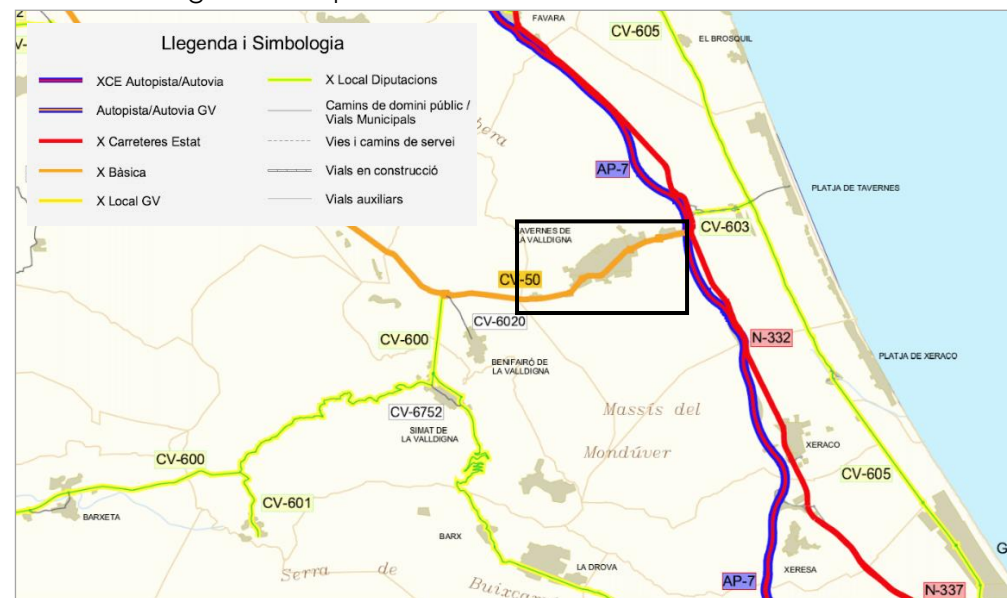 FAVARA
CV-605
EL BROSQUIL
2
V-
Llegenda i Simbologia
XCE Autopista/Autovia
X Local Diputacions
Autopista/Autovia GV
Camins de domini públic /
Vials Municipals
X Carreteres Estat
Vies i camins de servei
X Bàsica
Vials en construcció
X Local GV
Vials auxiliars
bera
AP-7
PLATJA DE TAVERNES
CV-603
AVERNES DE
LA VALLDIGNA
CV-50
CV-6020
N-332
CV-600
BENIFAIRÓ DE
LA VALLDIGNA
PLATJA DE XERACO
CV-6752
SIMAT DE
LA VALLDIGNA
Massís del
Mondúver
XERACO
CV-600
CV-605
CV-601
BARXETA
BARX
G
LA DROVA
XERESA
Serra de
Buixcar
AP-7
N-337